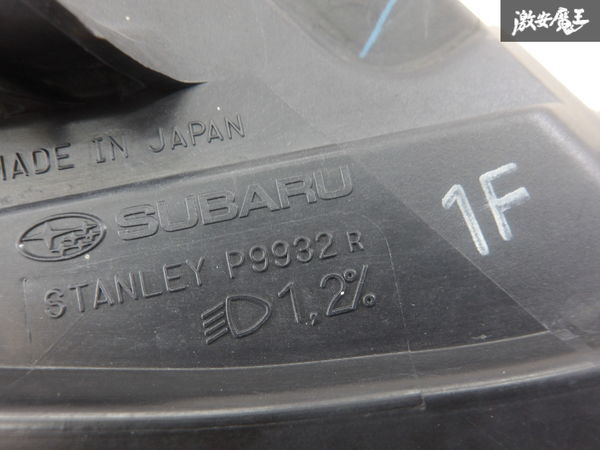 激安魔王
MADE IN JAPAN
SUBARU
STANLEY P9932 R
1,2%
1F